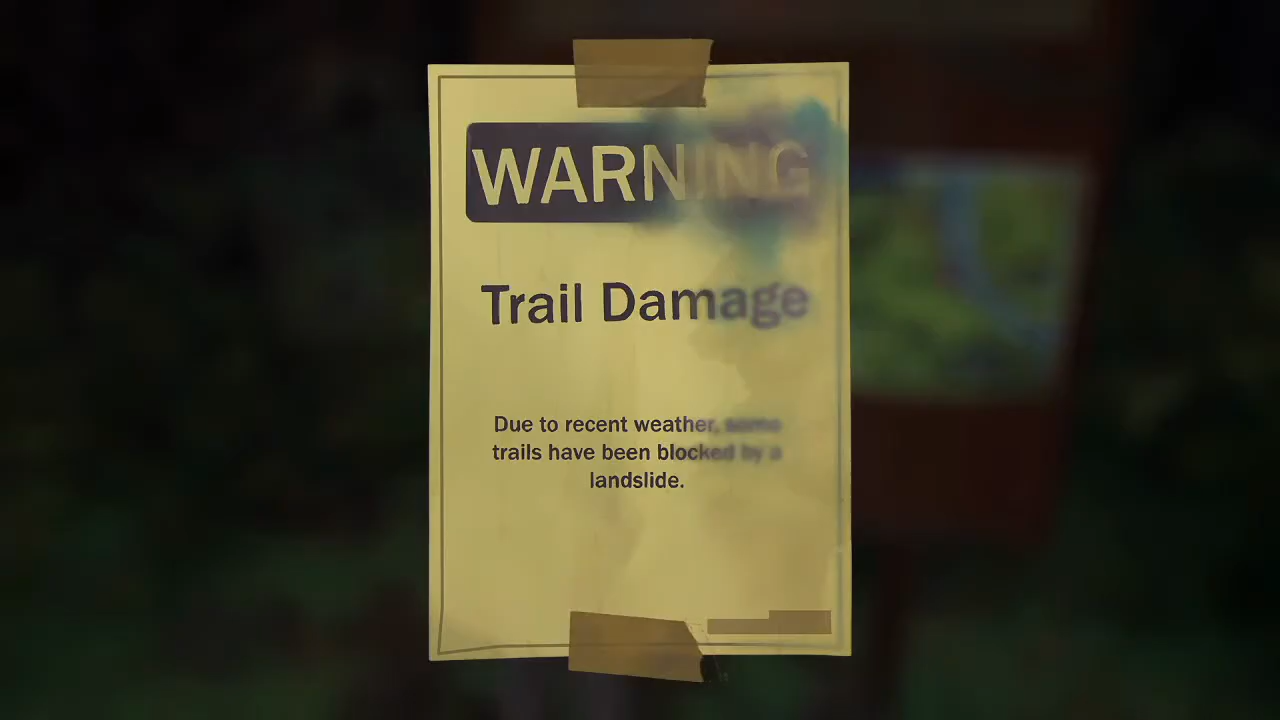 WARNING
Trail Damage
Due to recent weather, some
trails have been blocked by a
landslide.